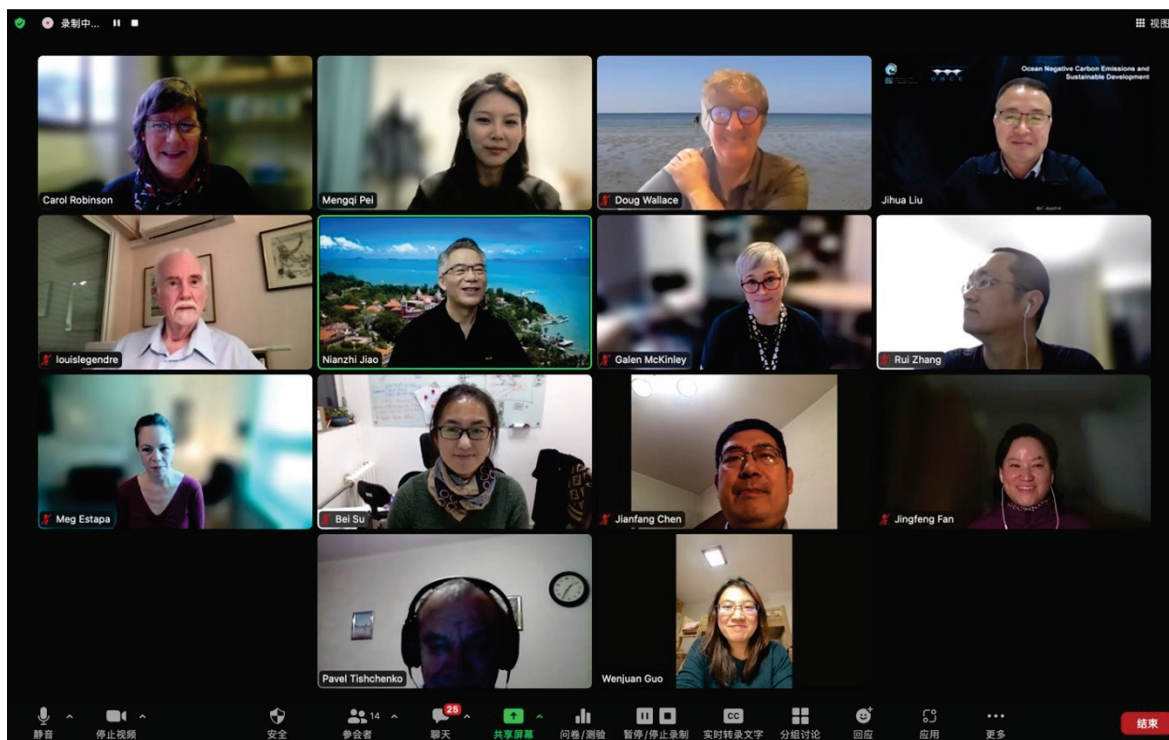 录制中...
视图
Ocean Negative Carbon Emissions and
Sustainable Development
ONCE
Carol Robinson
Mengqi Pei
Doug Wallace
Jihua Liu
louislegendre
Nianzhi Jiao
Galen McKinley
Rui Zhang
Meg Estapa
Bei Su
Jianfang Chen
Jingfeng Fan
Pavel Tishchenko
Wenjuan Guo
静音
停止视频
安全
14
参会者
25
聊天
共享屏幕
问卷/测验
暂停/停止录制
CC
实时转录文字
分组讨论
回应
应用
更多
结束